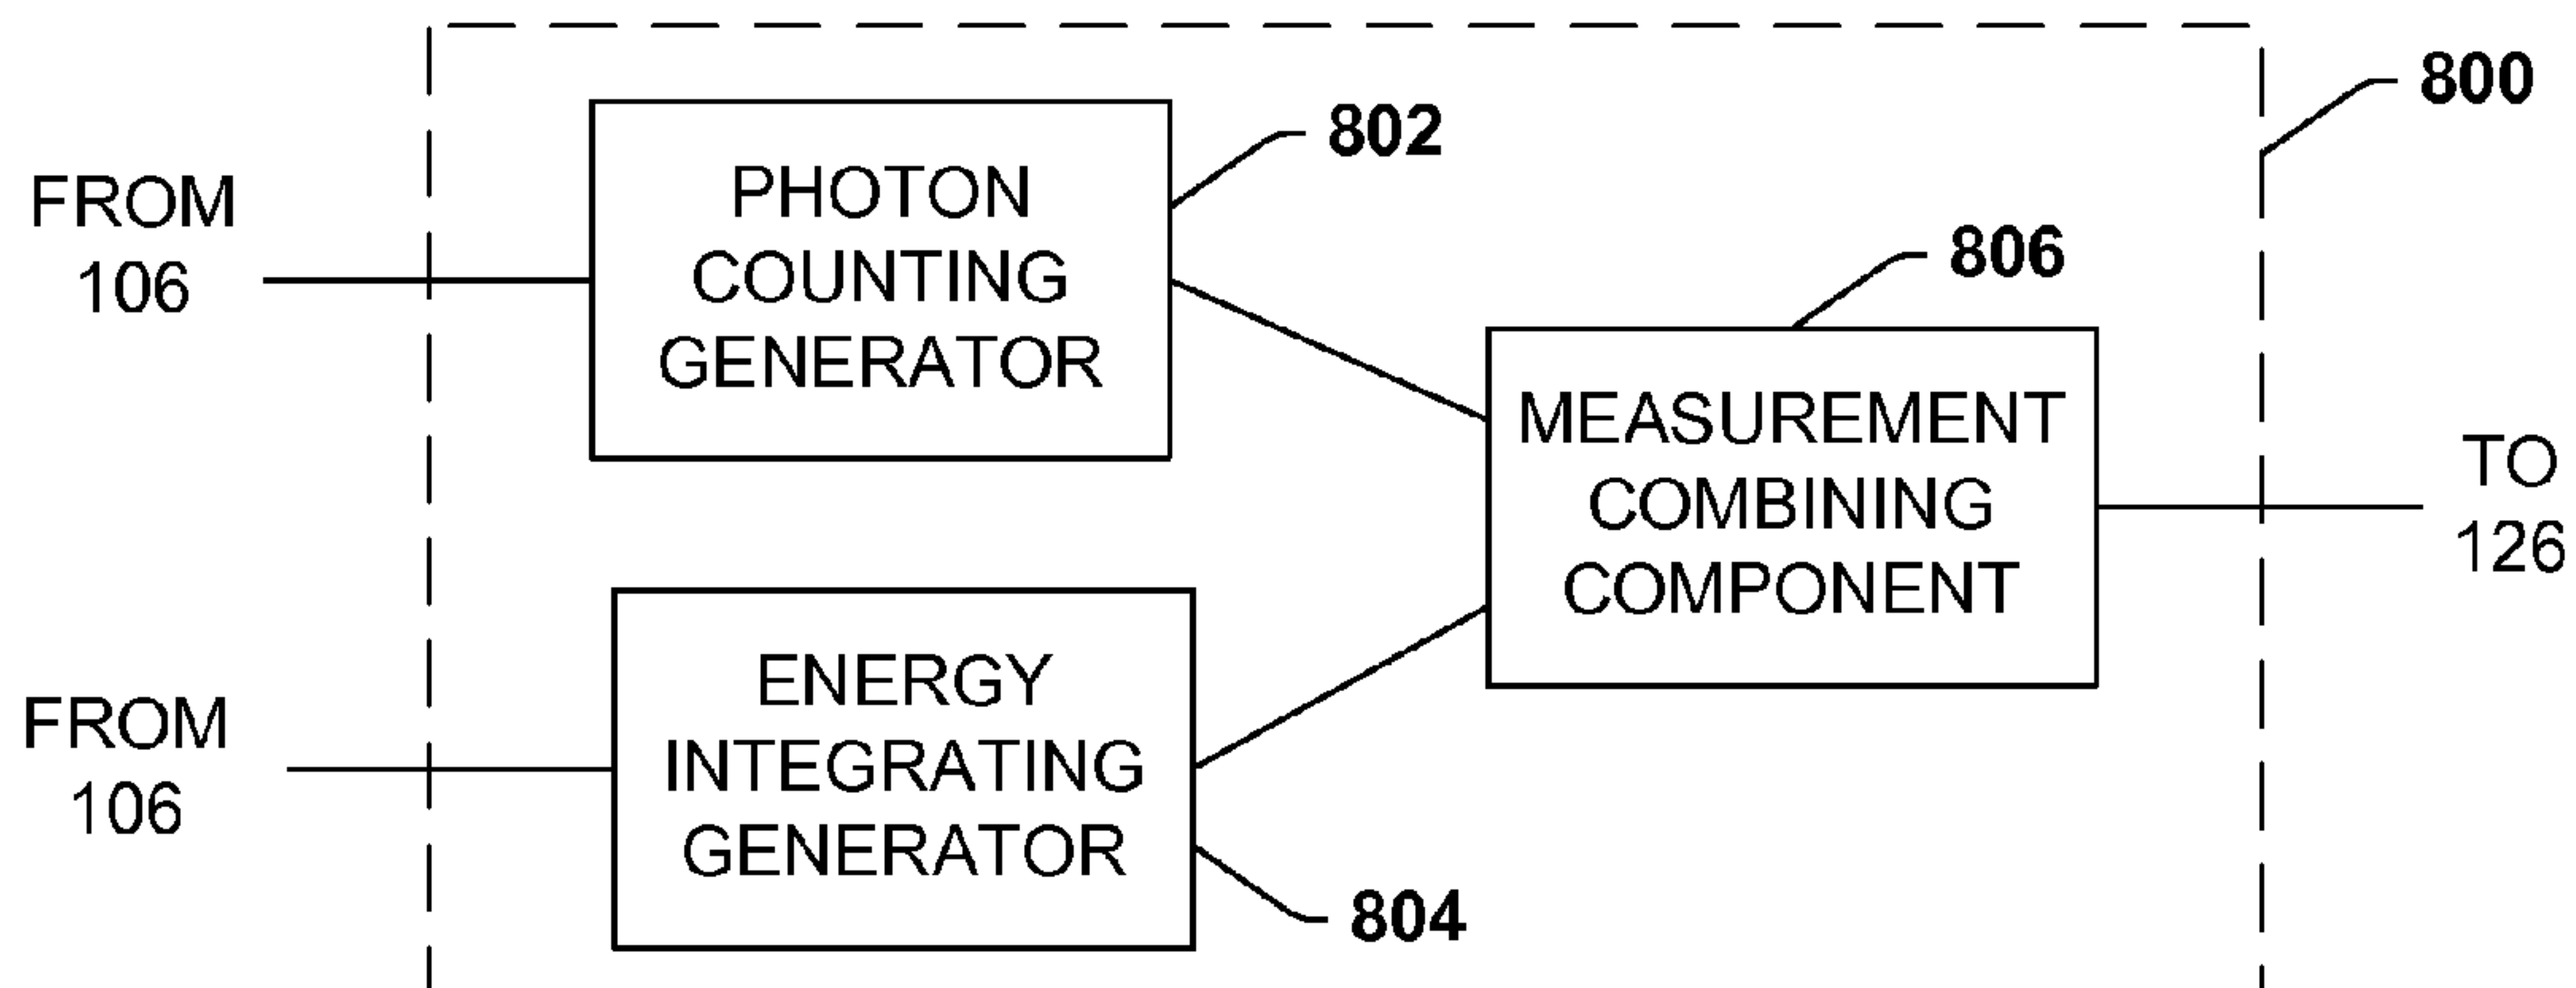 800
802
FROM
106
PHOTON
COUNTING
GENERATOR
806
MEASUREMENT
COMBINING
COMPONENT
TO
126
FROM
106
ENERGY
INTEGRATING
GENERATOR
804